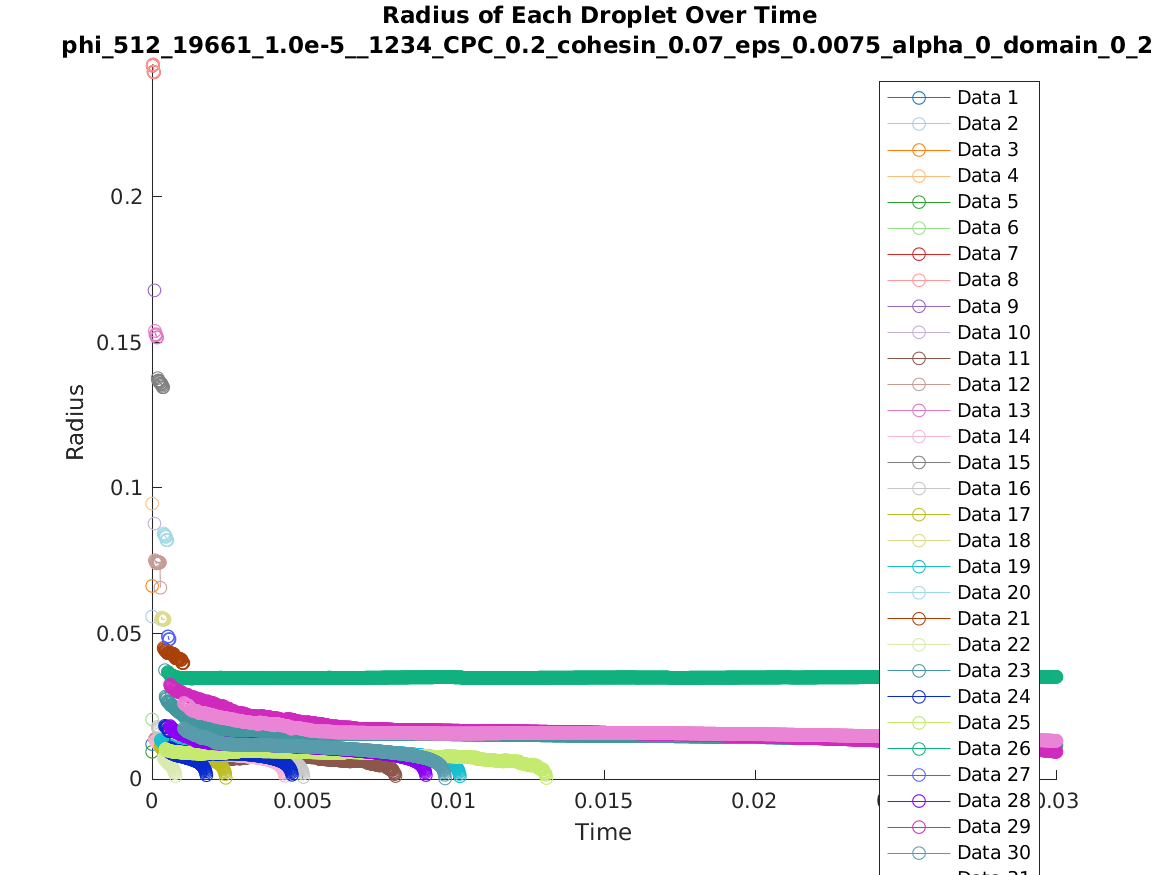 Radius of Each Droplet Over Time
phi_512_19661_1.0e-5__1234_CPC_0.2_cohesin_0.07_eps_0.0075_alpha_0_domain_0_2
Radius
0.2
0.15
0.1
0.05
0
0
0.005
0.01
0.015
0.02
0.03
Time
Data 1
Data 2
Data 3
Data 4
Data 5
Data 6
Data 7
Data 8
Data 9
Data 10
Data 11
Data 12
Data 13
Data 14
Data 15
Data 16
Data 17
Data 18
Data 19
Data 20
Data 21
Data 22
Data 23
Data 24
Data 25
Data 26
Data 27
Data 28
Data 29
Data 30